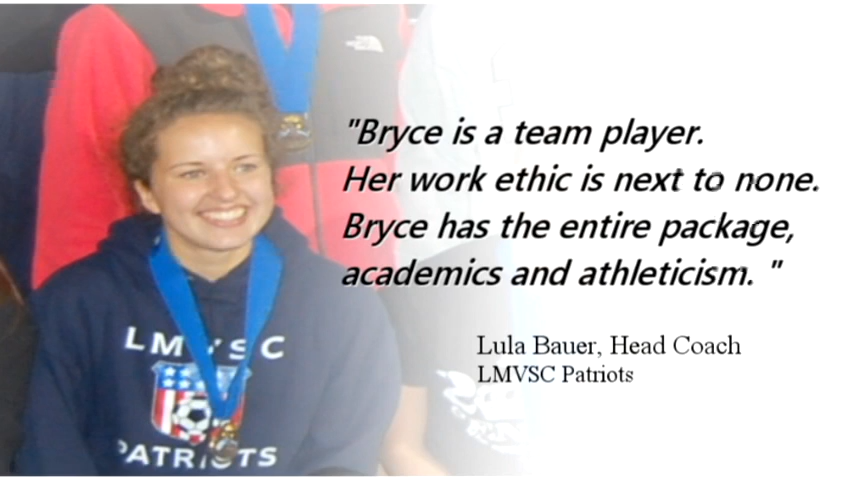 "Bryce is a team player.
Her work ethic is next to none.
Bryce has the entire package,
academics and athleticism. "
Lula Bauer, Head Coach
LMVSC Patriots
LMVSC
PATRIOTS